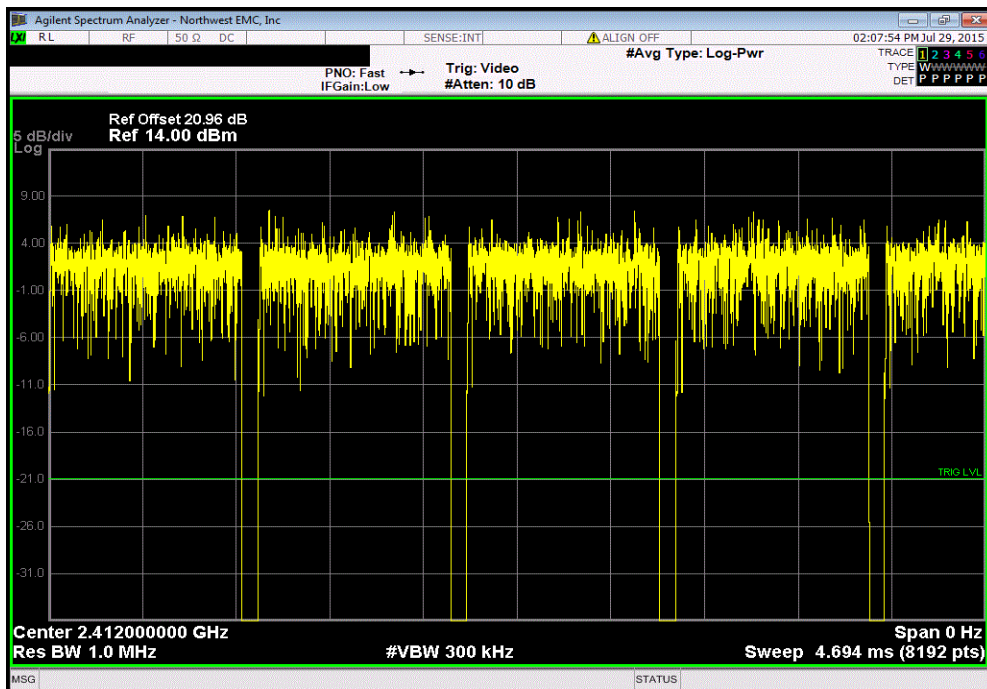 Agilent Spectrum Analyzer - Northwest EMC, Inc
LXI RL RF 50 Ω DC SENSE:INT ALIGN OFF 02:07:54 PM Jul 29, 2015
PNO: Fast Trig: Video #Avg Type: Log-Pwr TRACE 1 2 3 4 5 6
IFGain:Low #Atten: 10 dB TYPE WWWWWW
DET P P P P P P
Ref Offset 20.96 dB
5 dB/div Ref 14.00 dBm
Log
9.00
4.00
-1.00
-6.00
-11.0
-16.0
-21.0 TRIG LVL
-26.0
-31.0
Center 2.412000000 GHz Span 0 Hz
Res BW 1.0 MHz #VBW 300 kHz Sweep 4.694 ms (8192 pts)
MSG STATUS